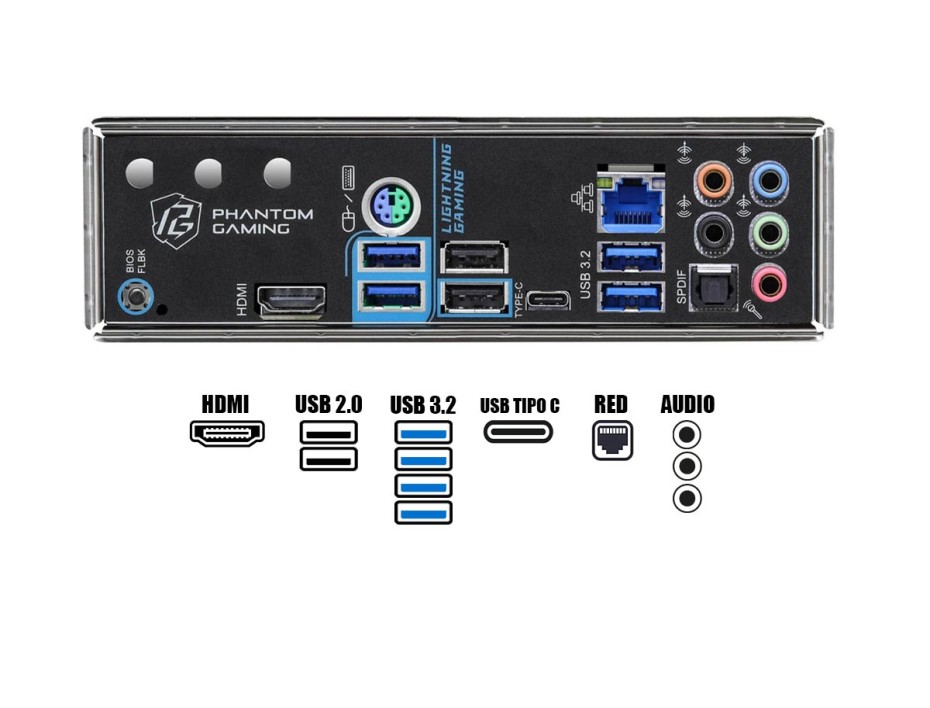 LIGHTNING
GAMING
PHANTOM
GAMING
BIOS
FLBK
HDMI
TYPE-C
USB 3.2
SPDIF
HDMI
USB 2.0
USB 3.2
USB TIPO C
RED
AUDIO